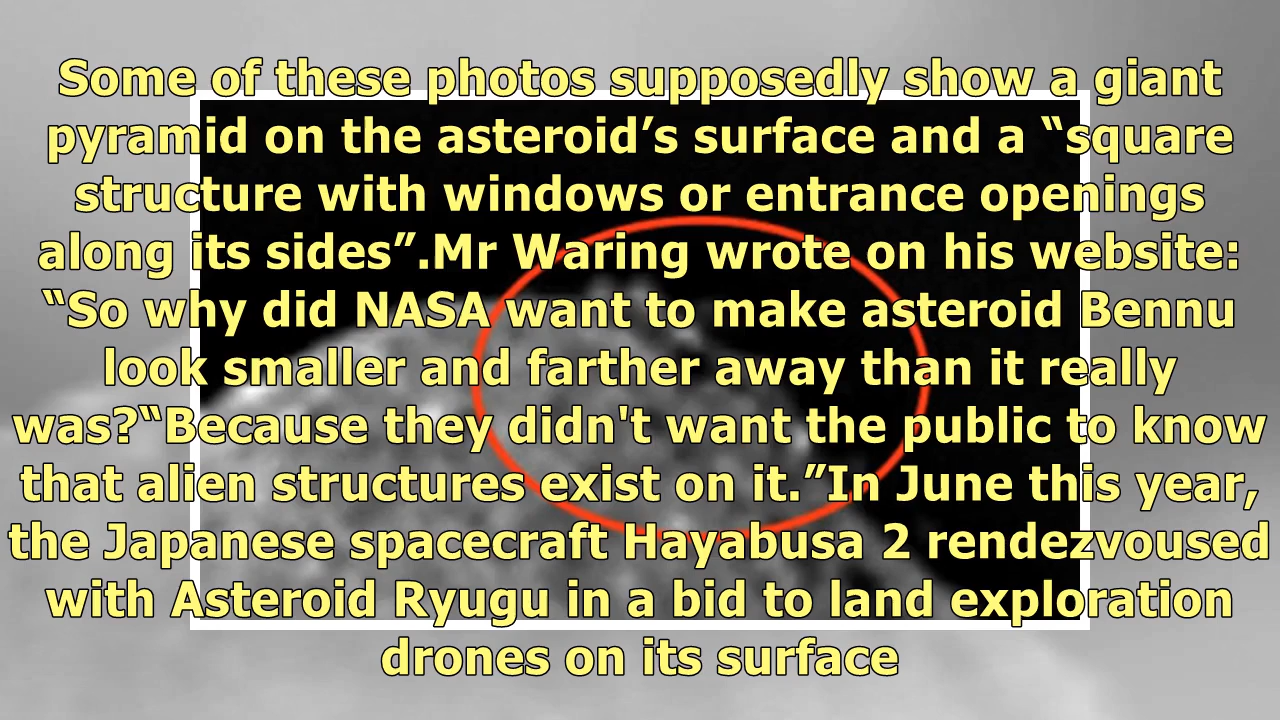 Some of these photos supposedly show a giant
pyramid on the asteroid’s surface and a “square
structure with windows or entrance openings
along its sides”.Mr Waring wrote on his website:
“So why did NASA want to make asteroid Bennu
look smaller and farther away than it really
was?“Because they didn't want the public to know
that alien structures exist on it.”In June this year,
the Japanese spacecraft Hayabusa 2 rendezvoused
with Asteroid Ryugu in a bid to land exploration
drones on its surface